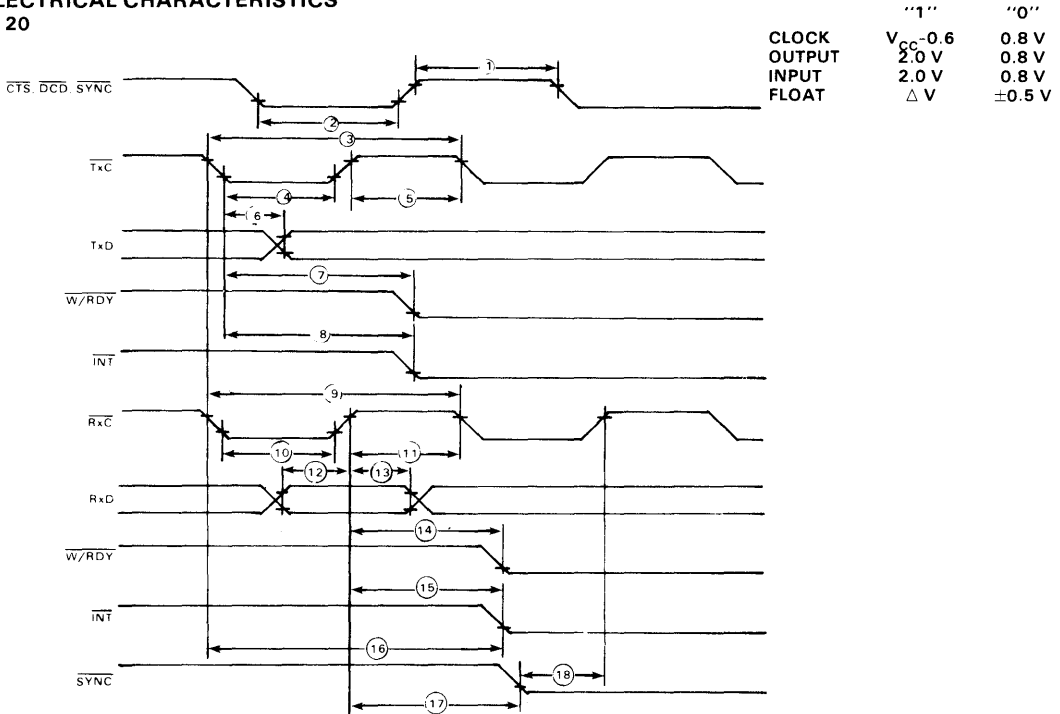 LECTRICAL CHARACTERISTICS
20
"1" "0"
CLOCK VCC-0.6 0.8 V
OUTPUT 2.0 V 0.8 V
INPUT 2.0 V 0.8 V
FLOAT △ V ±0.5 V
CTS. DCD. SYNC
1
2
3
TxC
4
5
6
TxD
7
W/RDY
8
INT
9
RxC
10
11
12
13
RxD
14
W/RDY
15
INT
16
SYNC
18
17